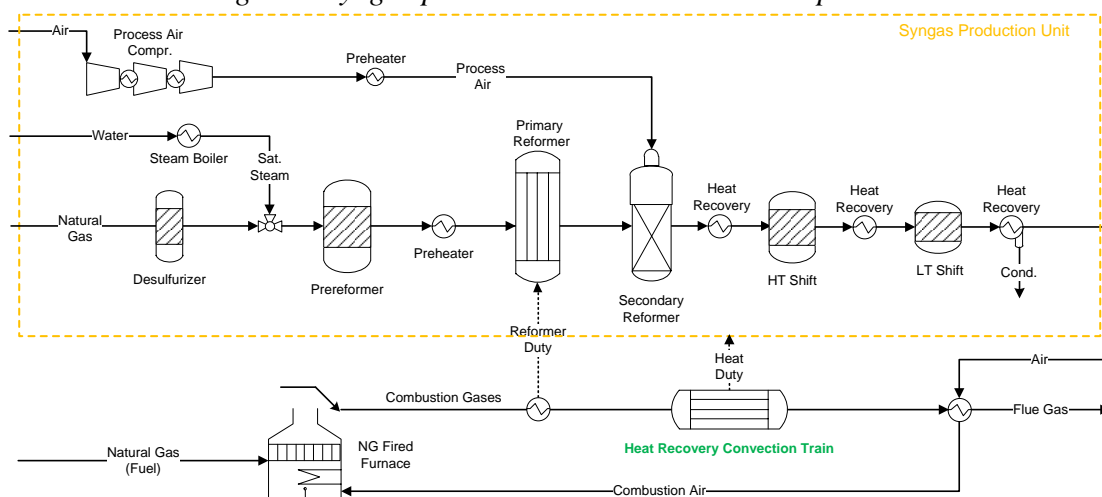 Syngas Production Unit
Air
Process Air
Compr.
Preheater
Process
Air
Water
Steam Boiler
Sat.
Steam
Primary
Reformer
Natural
Gas
Desulfurizer
Prereformer
Preheater
Secondary
Reformer
Heat
Recovery
HT Shift
Heat
Recovery
LT Shift
Heat
Recovery
Cond.
Reformer
Duty
Heat
Duty
Air
Combustion Gases
Flue Gas
Natural Gas
(Fuel)
NG Fired
Furnace
Heat Recovery Convection Train
Combustion Air